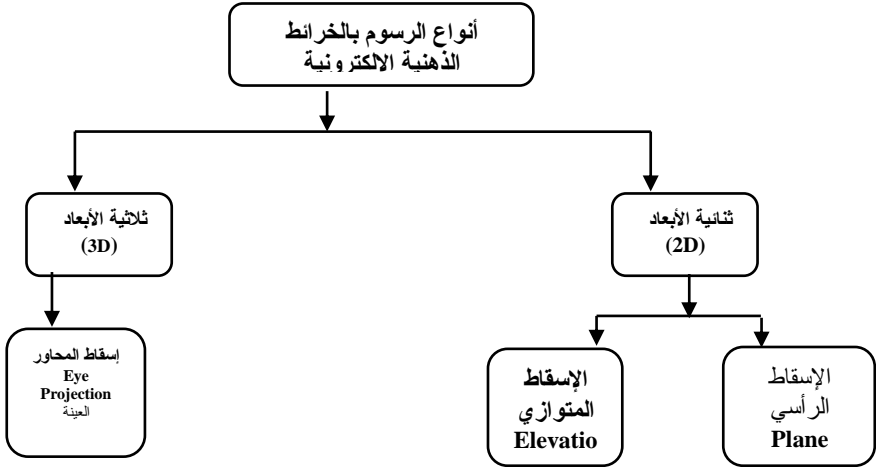 أنواع الرسوم بالخرائط
الذهنية الالكترونية
ثنائية الأبعاد
(2D)
ثلاثية الأبعاد
(3D)
الإسقاط
الرأسي
Plane
الإسقاط
المتوازي
Elevatio
إسقاط المحاور
Eye
Projection
العينة